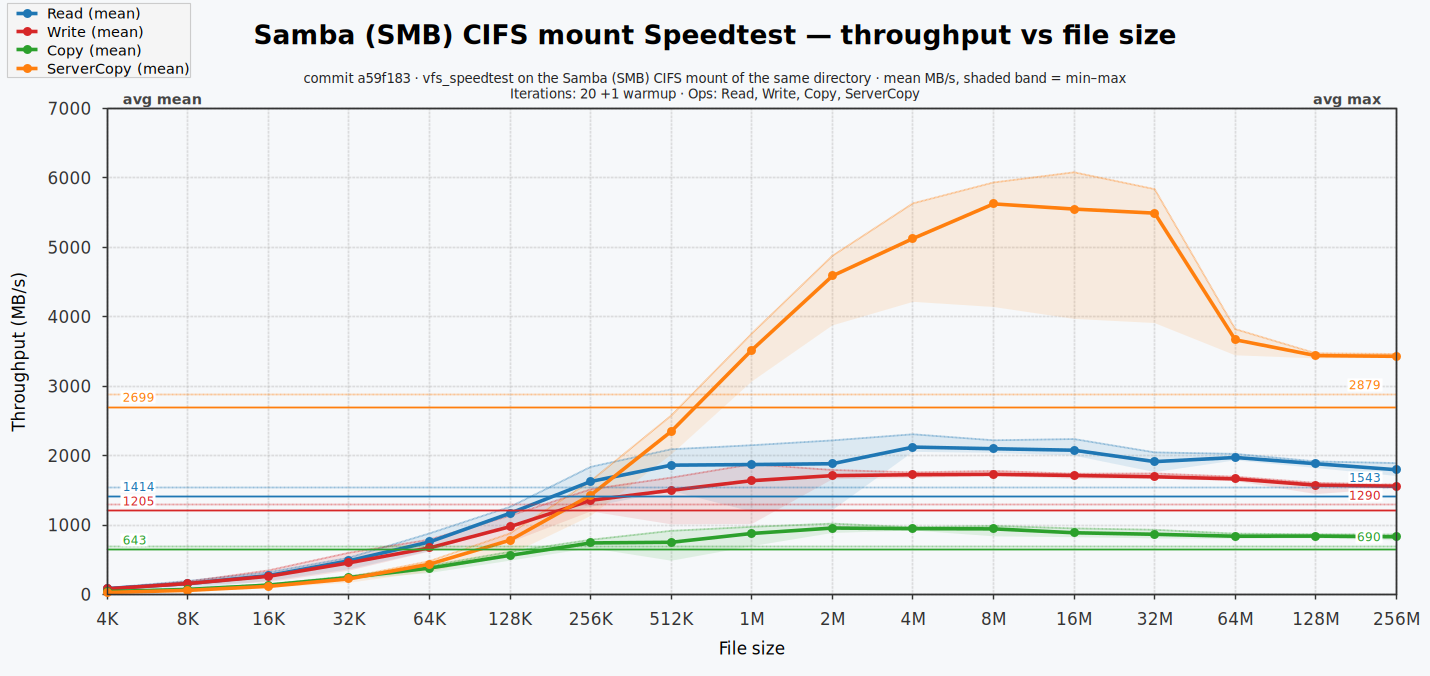 Read (mean)
Write (mean)
Copy (mean)
ServerCopy (mean)
Samba (SMB) CIFS mount Speedtest — throughput vs file size
commit a59f183 · vfs_speedtest on the Samba (SMB) CIFS mount of the same directory · mean MB/s, shaded band = min–max
Iterations: 20 +1 warmup · Ops: Read, Write, Copy, ServerCopy
avg mean
avg max
7000
6000
5000
4000
3000
2000
1000
0
Throughput (MB/s)
2699
1414
1205
643
2879
1543
1290
690
4K 8K 16K 32K 64K 128K 256K 512K 1M 2M 4M 8M 16M 32M 64M 128M 256M
File size